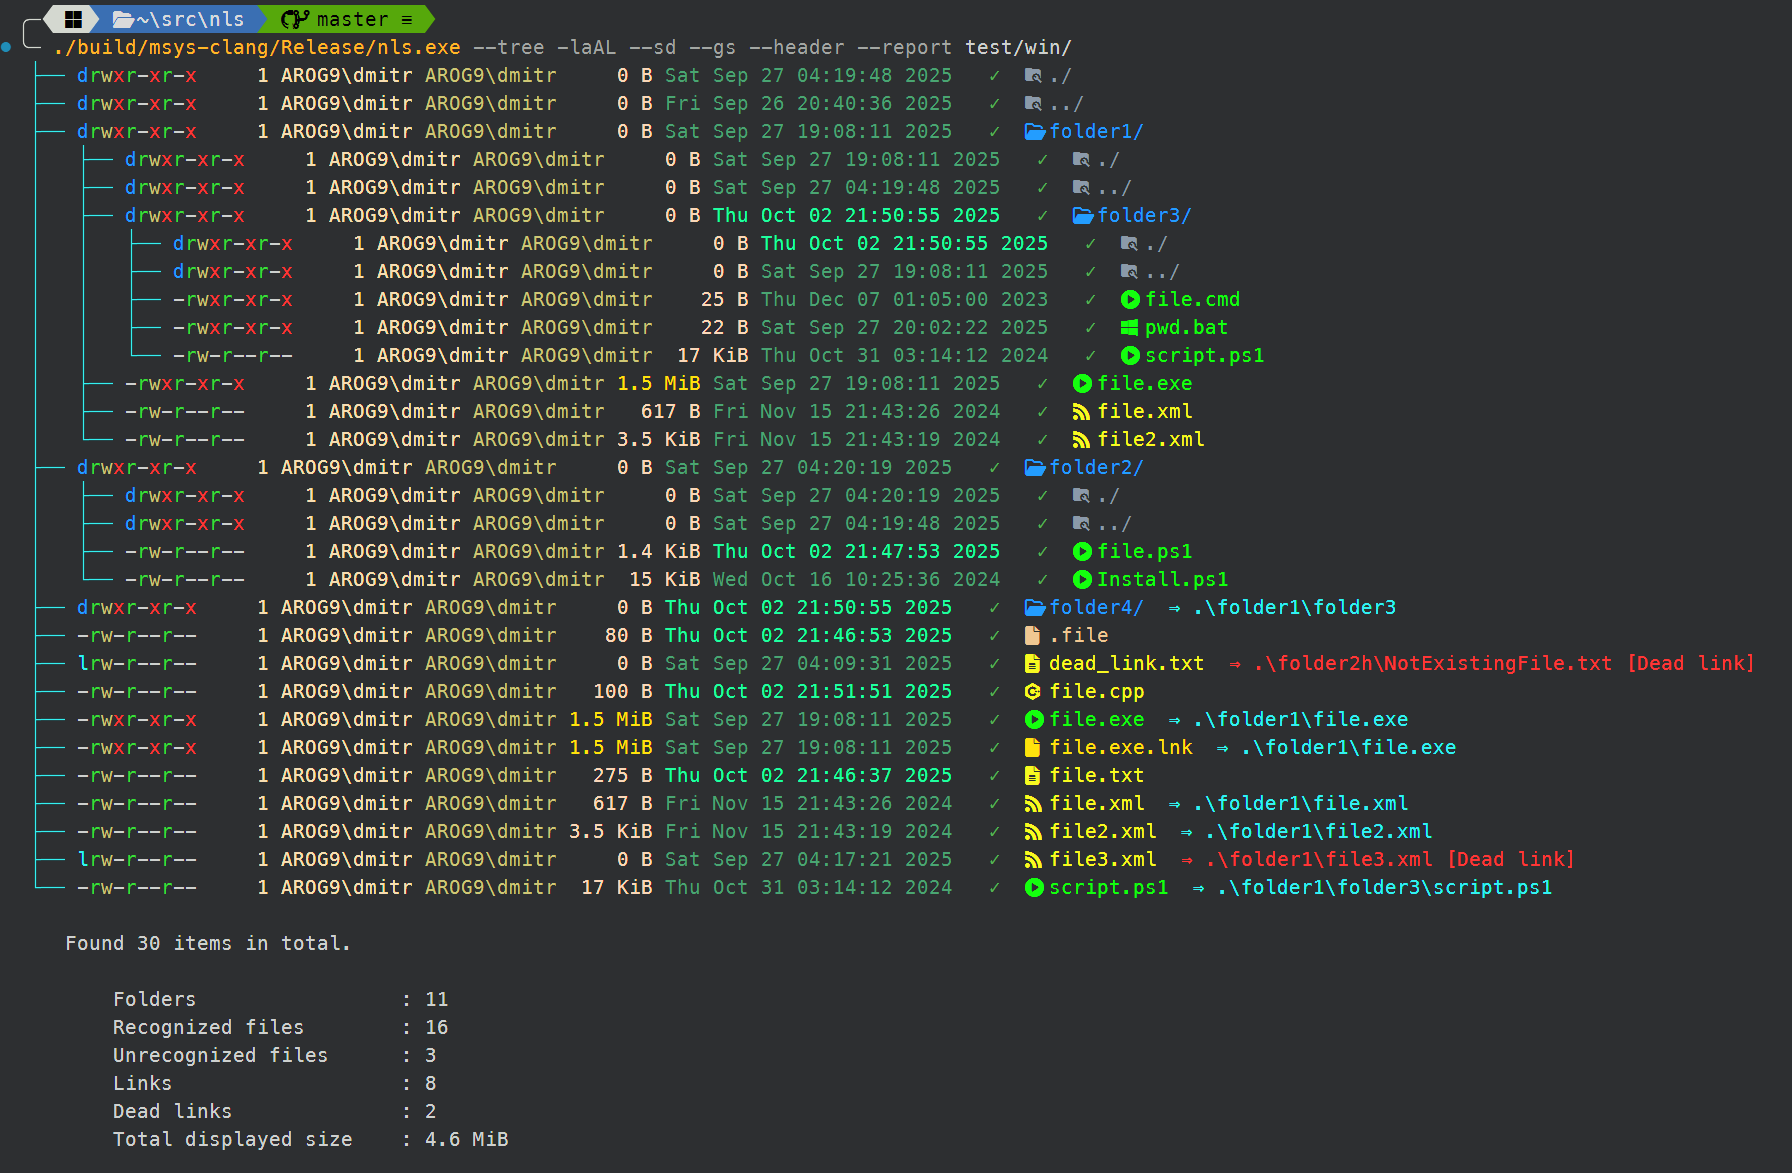 ~\src\nls master ≡
./build/msys-clang/Release/nls.exe --tree -laAL --sd --gs --header --report test/win/
drwxr-xr-x 1 AROG9\dmitr AROG9\dmitr 0 B Sat Sep 27 04:19:48 2025 ✓ ./
drwxr-xr-x 1 AROG9\dmitr AROG9\dmitr 0 B Fri Sep 26 20:40:36 2025 ✓ ../
drwxr-xr-x 1 AROG9\dmitr AROG9\dmitr 0 B Sat Sep 27 19:08:11 2025 ✓ folder1/
drwxr-xr-x 1 AROG9\dmitr AROG9\dmitr 0 B Sat Sep 27 19:08:11 2025 ✓ ./
drwxr-xr-x 1 AROG9\dmitr AROG9\dmitr 0 B Sat Sep 27 04:19:48 2025 ✓ ../
drwxr-xr-x 1 AROG9\dmitr AROG9\dmitr 0 B Thu Oct 02 21:50:55 2025 ✓ folder3/
drwxr-xr-x 1 AROG9\dmitr AROG9\dmitr 0 B Thu Oct 02 21:50:55 2025 ✓ ./
drwxr-xr-x 1 AROG9\dmitr AROG9\dmitr 0 B Sat Sep 27 19:08:11 2025 ✓ ../
-rwxr-xr-x 1 AROG9\dmitr AROG9\dmitr 25 B Thu Dec 07 01:05:00 2023 ✓ file.cmd
-rwxr-xr-x 1 AROG9\dmitr AROG9\dmitr 22 B Sat Sep 27 20:02:22 2025 ✓ pwd.bat
-rw-r--r-- 1 AROG9\dmitr AROG9\dmitr 17 KiB Thu Oct 31 03:14:12 2024 ✓ script.ps1
-rwxr-xr-x 1 AROG9\dmitr AROG9\dmitr 1.5 MiB Sat Sep 27 19:08:11 2025 ✓ file.exe
-rw-r--r-- 1 AROG9\dmitr AROG9\dmitr 617 B Fri Nov 15 21:43:26 2024 ✓ file.xml
-rw-r--r-- 1 AROG9\dmitr AROG9\dmitr 3.5 KiB Fri Nov 15 21:43:19 2024 ✓ file2.xml
drwxr-xr-x 1 AROG9\dmitr AROG9\dmitr 0 B Sat Sep 27 04:20:19 2025 ✓ folder2/
drwxr-xr-x 1 AROG9\dmitr AROG9\dmitr 0 B Sat Sep 27 04:20:19 2025 ✓ ./
drwxr-xr-x 1 AROG9\dmitr AROG9\dmitr 0 B Sat Sep 27 04:19:48 2025 ✓ ../
-rw-r--r-- 1 AROG9\dmitr AROG9\dmitr 1.4 KiB Thu Oct 02 21:47:53 2025 ✓ file.ps1
-rw-r--r-- 1 AROG9\dmitr AROG9\dmitr 15 KiB Wed Oct 16 10:25:36 2024 ✓ Install.ps1
drwxr-xr-x 1 AROG9\dmitr AROG9\dmitr 0 B Thu Oct 02 21:50:55 2025 ✓ folder4/ ⇒ .\folder1\folder3
-rw-r--r-- 1 AROG9\dmitr AROG9\dmitr 80 B Thu Oct 02 21:46:53 2025 ✓ .file
lrw-r--r-- 1 AROG9\dmitr AROG9\dmitr 0 B Sat Sep 27 04:09:31 2025 ✓ dead_link.txt ⇒ .\folder2h\NotExistingFile.txt [Dead link]
-rw-r--r-- 1 AROG9\dmitr AROG9\dmitr 100 B Thu Oct 02 21:51:51 2025 ✓ file.cpp
-rwxr-xr-x 1 AROG9\dmitr AROG9\dmitr 1.5 MiB Sat Sep 27 19:08:11 2025 ✓ file.exe ⇒ .\folder1\file.exe
-rwxr-xr-x 1 AROG9\dmitr AROG9\dmitr 1.5 MiB Sat Sep 27 19:08:11 2025 ✓ file.exe.lnk ⇒ .\folder1\file.exe
-rw-r--r-- 1 AROG9\dmitr AROG9\dmitr 275 B Thu Oct 02 21:46:37 2025 ✓ file.txt
-rw-r--r-- 1 AROG9\dmitr AROG9\dmitr 617 B Fri Nov 15 21:43:26 2024 ✓ file.xml ⇒ .\folder1\file.xml
-rw-r--r-- 1 AROG9\dmitr AROG9\dmitr 3.5 KiB Fri Nov 15 21:43:19 2024 ✓ file2.xml ⇒ .\folder1\file2.xml
lrw-r--r-- 1 AROG9\dmitr AROG9\dmitr 0 B Sat Sep 27 04:17:21 2025 ✓ file3.xml ⇒ .\folder1\file3.xml [Dead link]
-rw-r--r-- 1 AROG9\dmitr AROG9\dmitr 17 KiB Thu Oct 31 03:14:12 2024 ✓ script.ps1 ⇒ .\folder1\folder3\script.ps1
Found 30 items in total.
Folders : 11
Recognized files : 16
Unrecognized files : 3
Links : 8
Dead links : 2
Total displayed size : 4.6 MiB